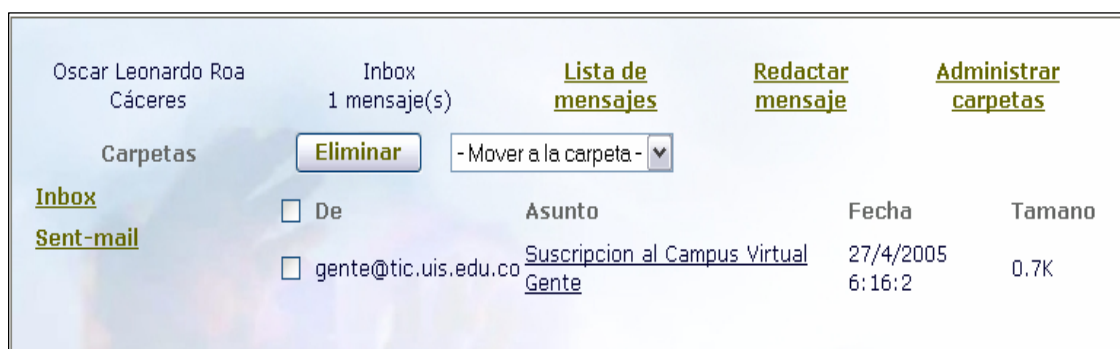 Oscar Leonardo Roa Cáceres
Inbox
1 mensaje(s)
Lista de mensajes
Redactar mensaje
Administrar carpetas
Carpetas
Eliminar
- Mover a la carpeta -
Inbox
Sent-mail
De
Asunto
Fecha
Tamano
gente@tic.uis.edu.co
Suscripcion al Campus Virtual Gente
27/4/2005
6:16:2
0.7K